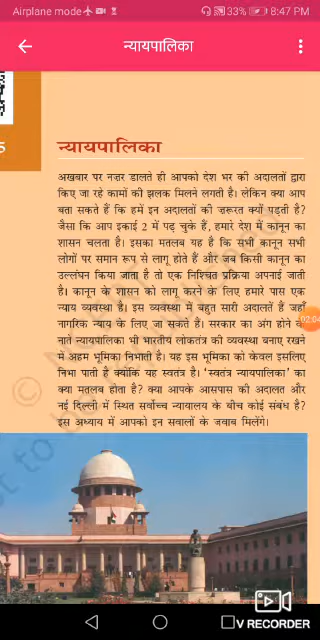 Airplane mode 33% 8:47 PM
न्यायपालिका
न्यायपालिका
अखबार पर नज़र डालते ही आपको देश भर की अदालतों द्वारा
किए जा रहे कामों की झलक मिलने लगती है। लेकिन क्या आप
बता सकते हैं कि हमें इन अदालतों की ज़रूरत क्यों पड़ती है?
जैसा कि आप इकाई 2 में पढ़ चुके हैं, हमारे देश में कानून का
शासन चलता है। इसका मतलब यह है कि सभी कानून सभी
लोगों पर समान रूप से लागू होते हैं और जब किसी कानून का
उल्लंघन किया जाता है तो एक निश्चित प्रक्रिया अपनाई जाती
है। कानून के शासन को लागू करने के लिए हमारे पास एक
न्याय व्यवस्था है। इस व्यवस्था में बहुत सारी अदालतें हैं जहाँ
नागरिक न्याय के लिए जा सकते हैं। सरकार का अंग होने के
02:04
नाते न्यायपालिका भी भारतीय लोकतंत्र की व्यवस्था बनाए रखने
में अहम भूमिका निभाती है। यह इस भूमिका को केवल इसलिए
निभा पाती है क्योंकि यह स्वतंत्र है। 'स्वतंत्र न्यायपालिका' का
क्या मतलब होता है? क्या आपके आसपास की अदालत और
नई दिल्ली में स्थित सर्वोच्च न्यायालय के बीच कोई संबंध है?
इस अध्याय में आपको इन सवालों के जवाब मिलेंगे।
V RECORDER